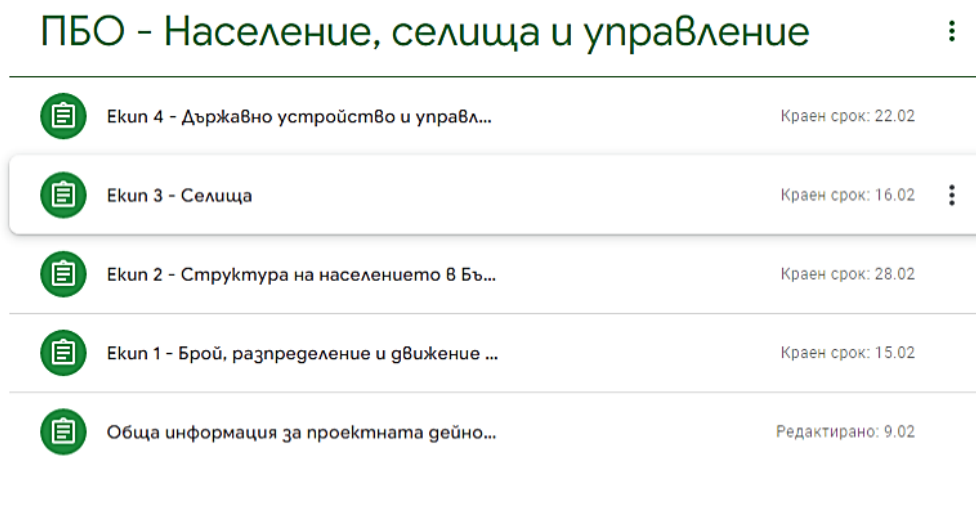 ПБО - Население, селища и управление
Екип 4 - Държавно устройство и управл...
Краен срок: 22.02
Екип 3 - Селища
Краен срок: 16.02
Екип 2 - Структура на населението в Бъ...
Краен срок: 28.02
Екип 1 - Брой, разпределение и движение ...
Краен срок: 15.02
Обща информация за проектната дейно...
Редактирано: 9.02